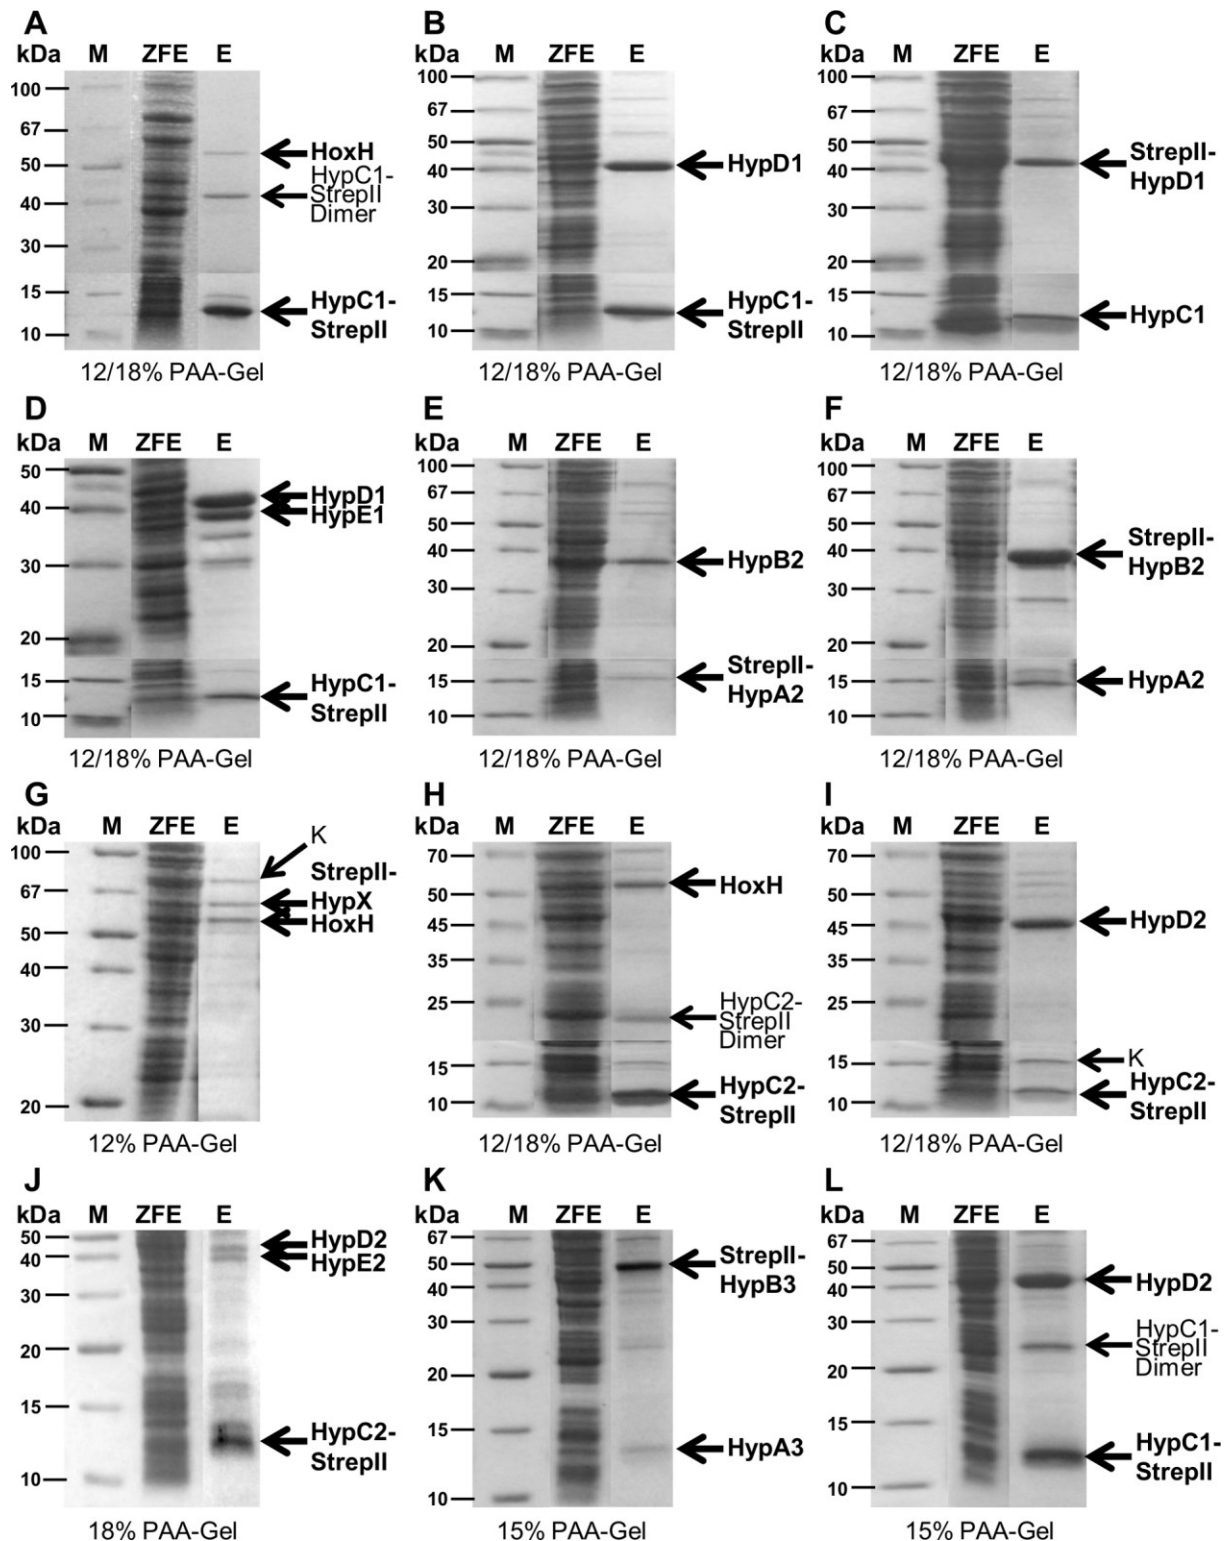 A
kDa M ZFE E
100
67
50
40
30
15
10
HoxH
HypC1-
StrepII
Dimer
HypC1-
StrepII
12/18% PAA-Gel
B
kDa M ZFE E
100
67
50
40
30
20
15
10
HypD1
HypC1-
StrepII
12/18% PAA-Gel
C
kDa M ZFE E
100
67
50
40
30
20
15
10
StrepII-
HypD1
HypC1
12/18% PAA-Gel
D
kDa M ZFE E
50
40
30
20
15
10
HypD1
HypE1
HypC1-
StrepII
12/18% PAA-Gel
E
kDa M ZFE E
100
67
50
40
30
20
15
10
HypB2
StrepII-
HypA2
12/18% PAA-Gel
F
kDa M ZFE E
100
67
50
40
30
20
15
10
StrepII-
HypB2
HypA2
12/18% PAA-Gel
G
kDa M ZFE E
100
67
50
40
30
20
K
StrepII-
HypX
HoxH
12% PAA-Gel
H
kDa M ZFE E
70
50
45
35
25
15
10
HoxH
HypC2-
StrepII
Dimer
HypC2-
StrepII
12/18% PAA-Gel
I
kDa M ZFE E
70
50
45
35
25
15
10
HypD2
K
HypC2-
StrepII
12/18% PAA-Gel
J
kDa M ZFE E
50
40
30
20
15
10
HypD2
HypE2
HypC2-
StrepII
18% PAA-Gel
K
kDa M ZFE E
67
50
40
30
20
15
10
StrepII-
HypB3
HypA3
15% PAA-Gel
L
kDa M ZFE E
67
50
40
30
20
15
10
HypD2
HypC1-
StrepII
Dimer
HypC1-
StrepII
15% PAA-Gel